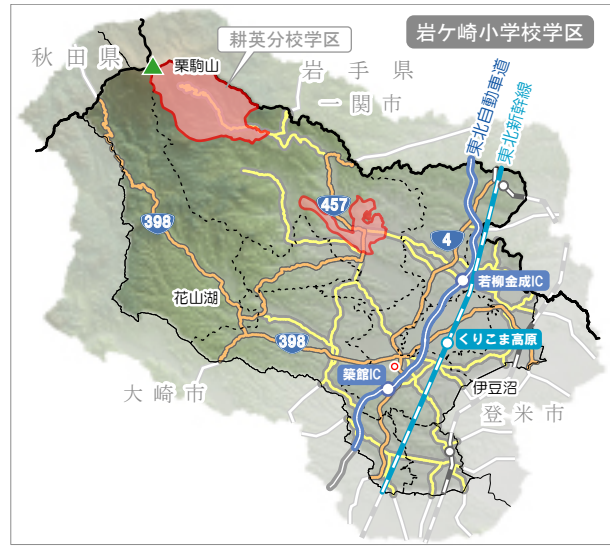 岩ケ崎小学校学区
耕英分校学区
秋田県
栗駒山
岩手県
一関市
東北自動車道
東北新幹線
457
398
4
若柳金成IC
花山湖
398
くりこま高原
築館IC
伊豆沼
大崎市
登米市